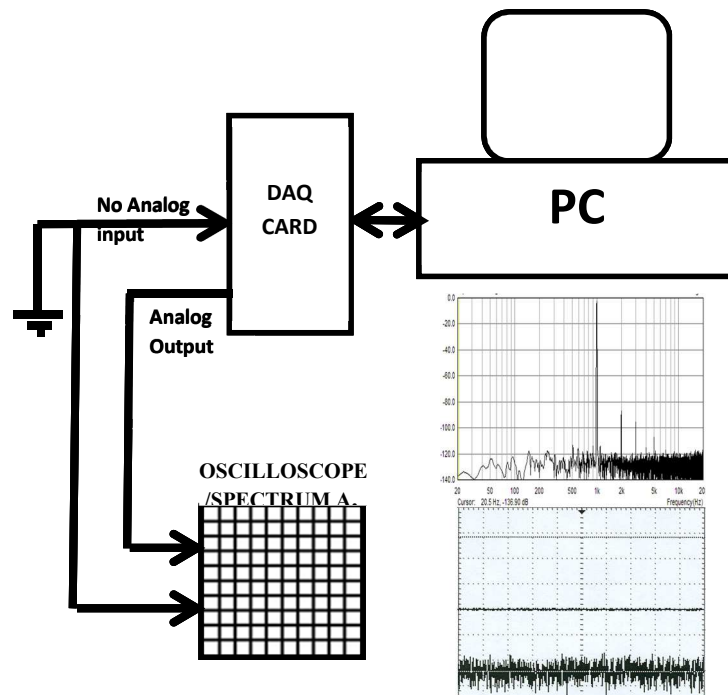 PC
DAQ
CARD
No Analog
input
Analog
Output
OSCILLOSCOPE
/SPECTRUM A.
0.0
-20.0
-40.0
-60.0
-80.0
-100.0
-120.0
-140.0
20 50 100 200 500 1k 2k 5k 10k 20
Cursor: 20.5 Hz, -136.90 dB Frequency(Hz)